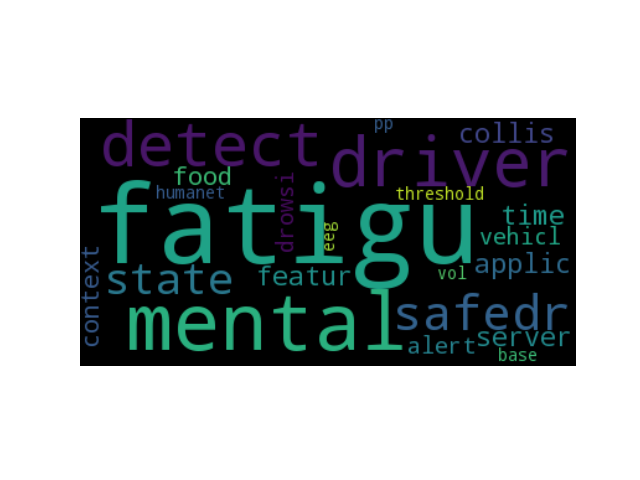 pp
detect
driver
collis
food
humanet
drowsi
threshold
fatigu
eeg
time
vehicl
context
state
featur
vol
applic
mental
safedr
alert
server
base